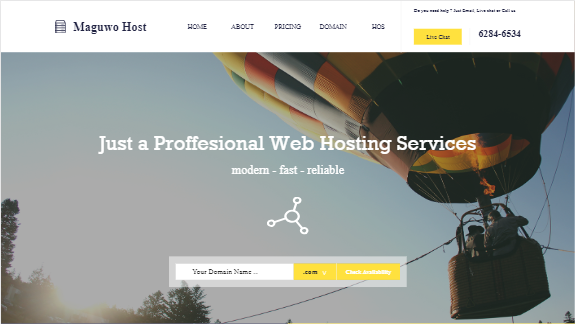 Do you need help ? Just Email, Live chat or Call us
Maguwo Host
HOME
ABOUT
PRICING
DOMAIN
HOS
Live Chat
6284-6534
Just a Proffesional Web Hosting Services
modern - fast - reliable
Your Domain Name ...
.com
Check Availability